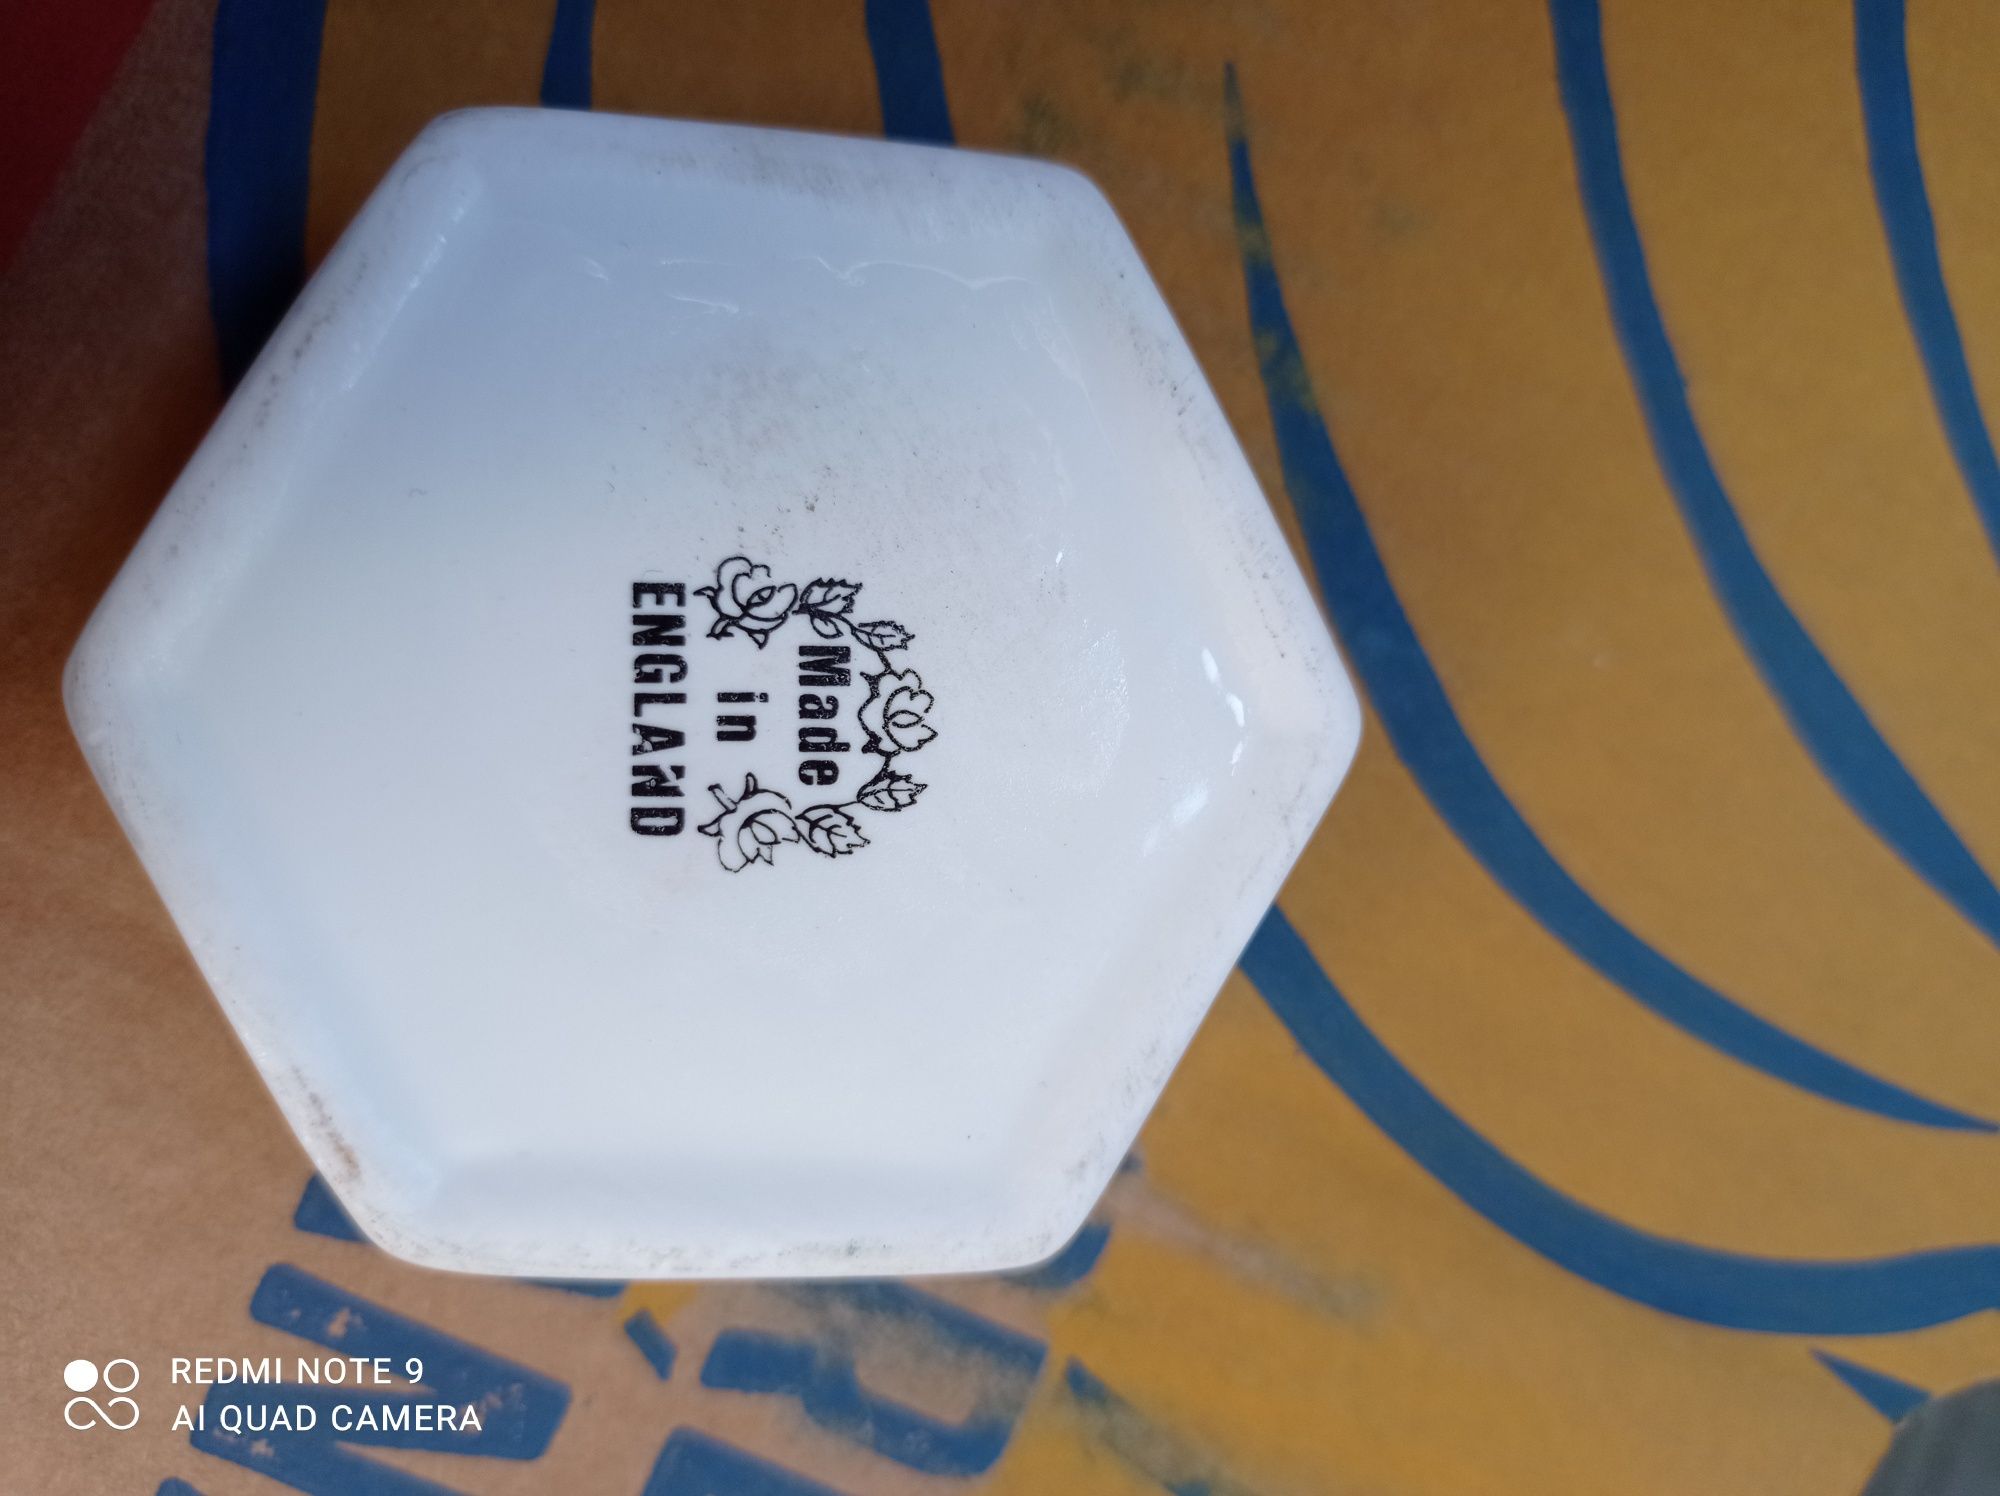 Made
in
ENGLAND
REDMI NOTE 9
AI QUAD CAMERA